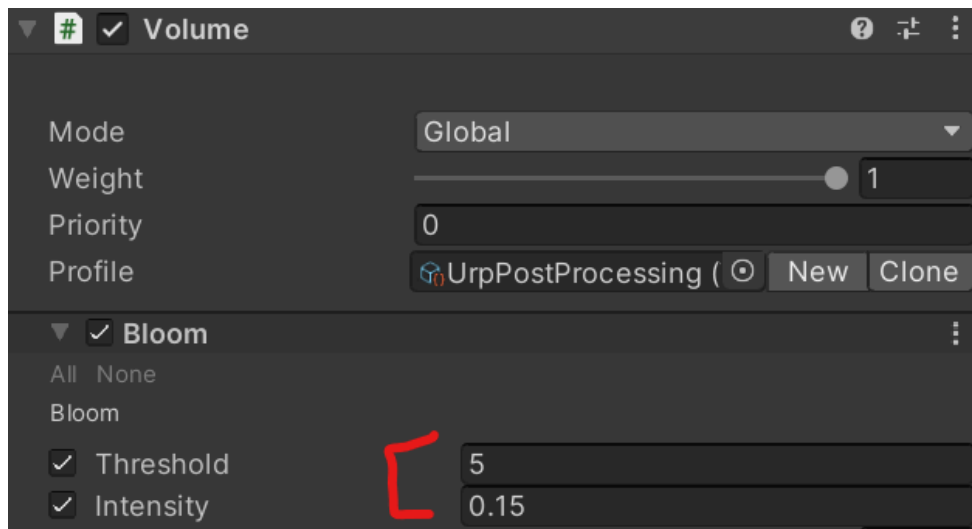 # Volume
Mode Global
Weight 1
Priority 0
Profile UrpPostProcessing ( New Clone
Bloom
All None
Bloom
Threshold 5
Intensity 0.15